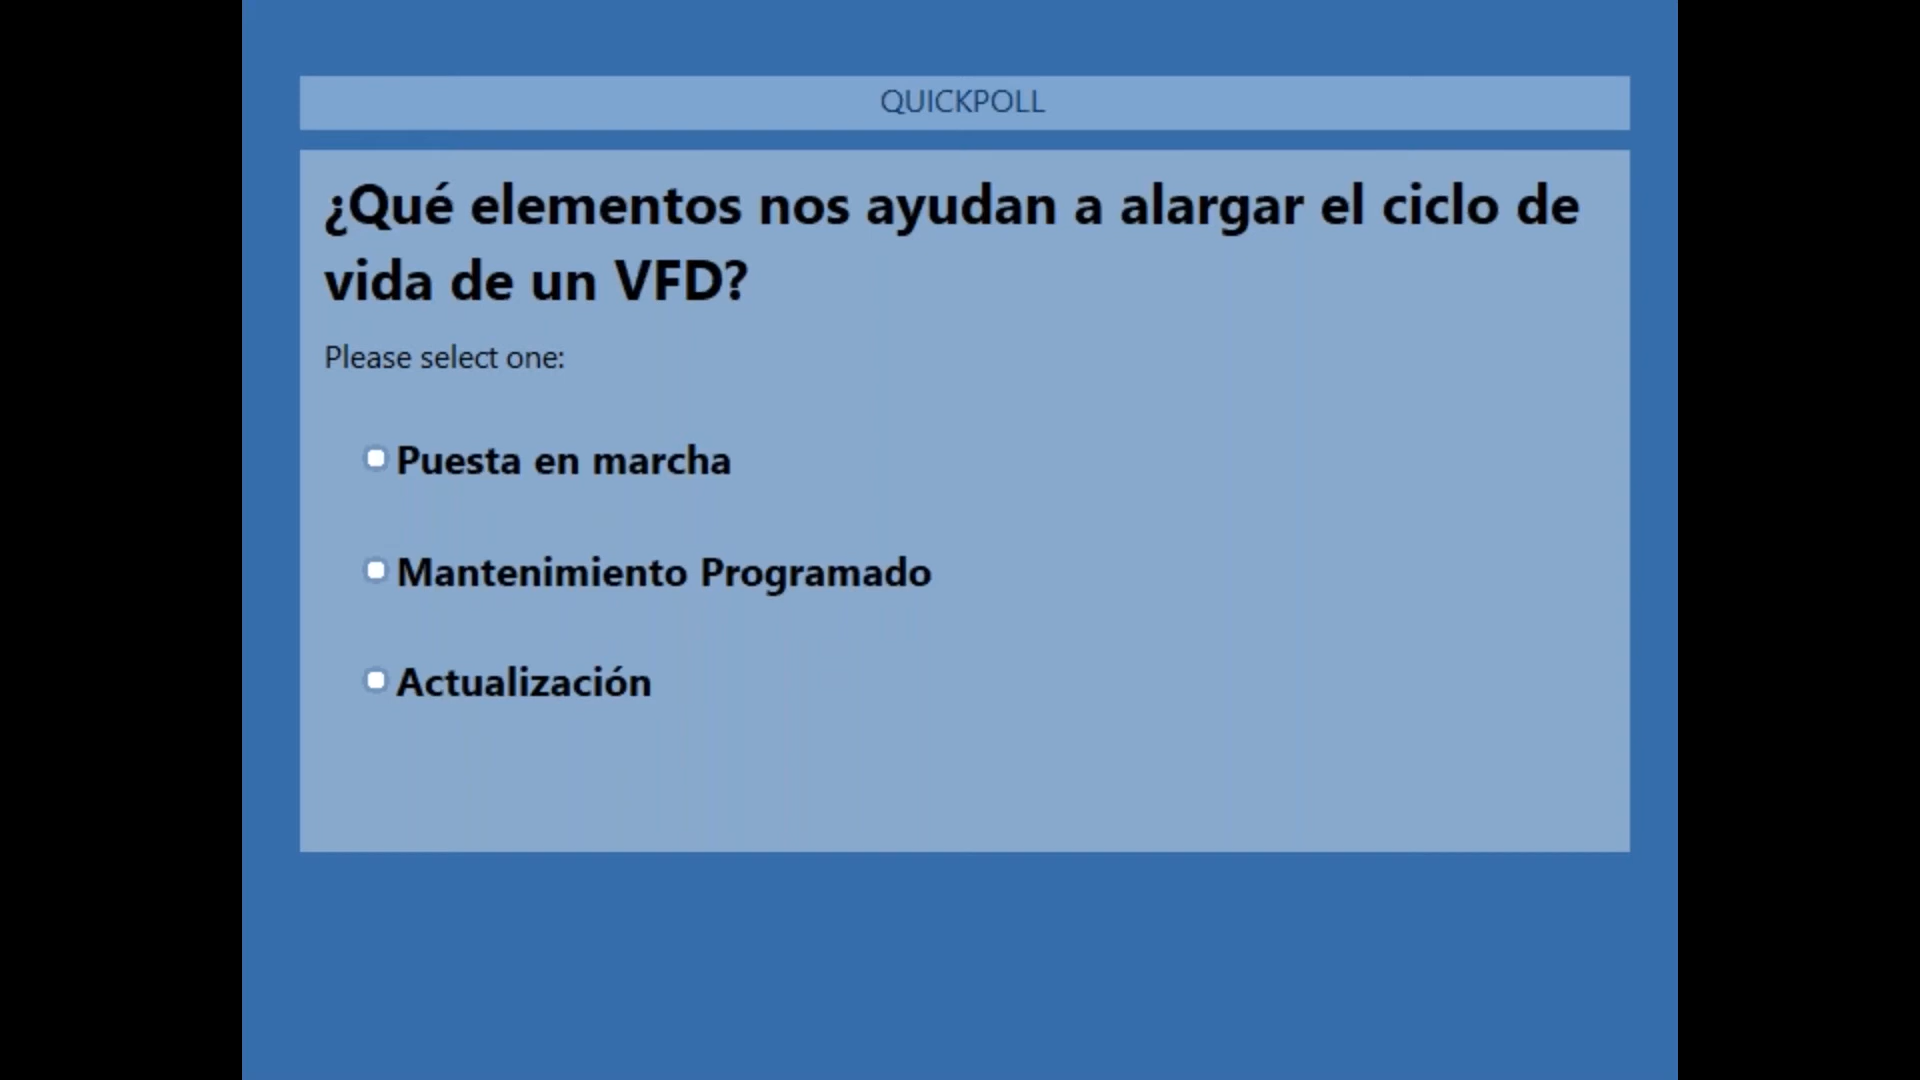 QUICKPOLL
¿Qué elementos nos ayudan a alargar el ciclo de
vida de un VFD?
Please select one:
Puesta en marcha
Mantenimiento Programado
Actualización